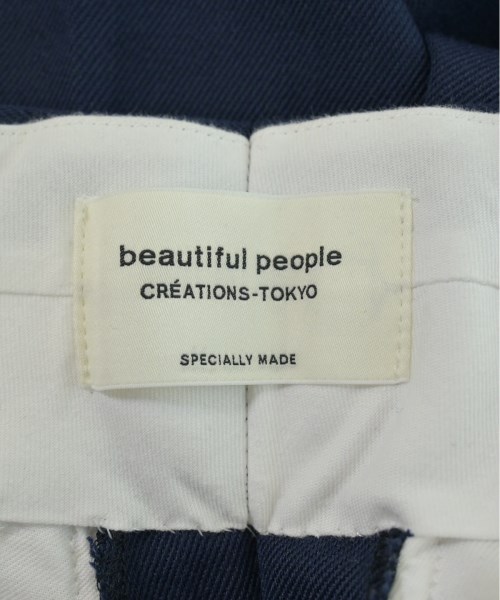 beautiful people
CRÉATIONS-TOKYO
SPECIALLY MADE